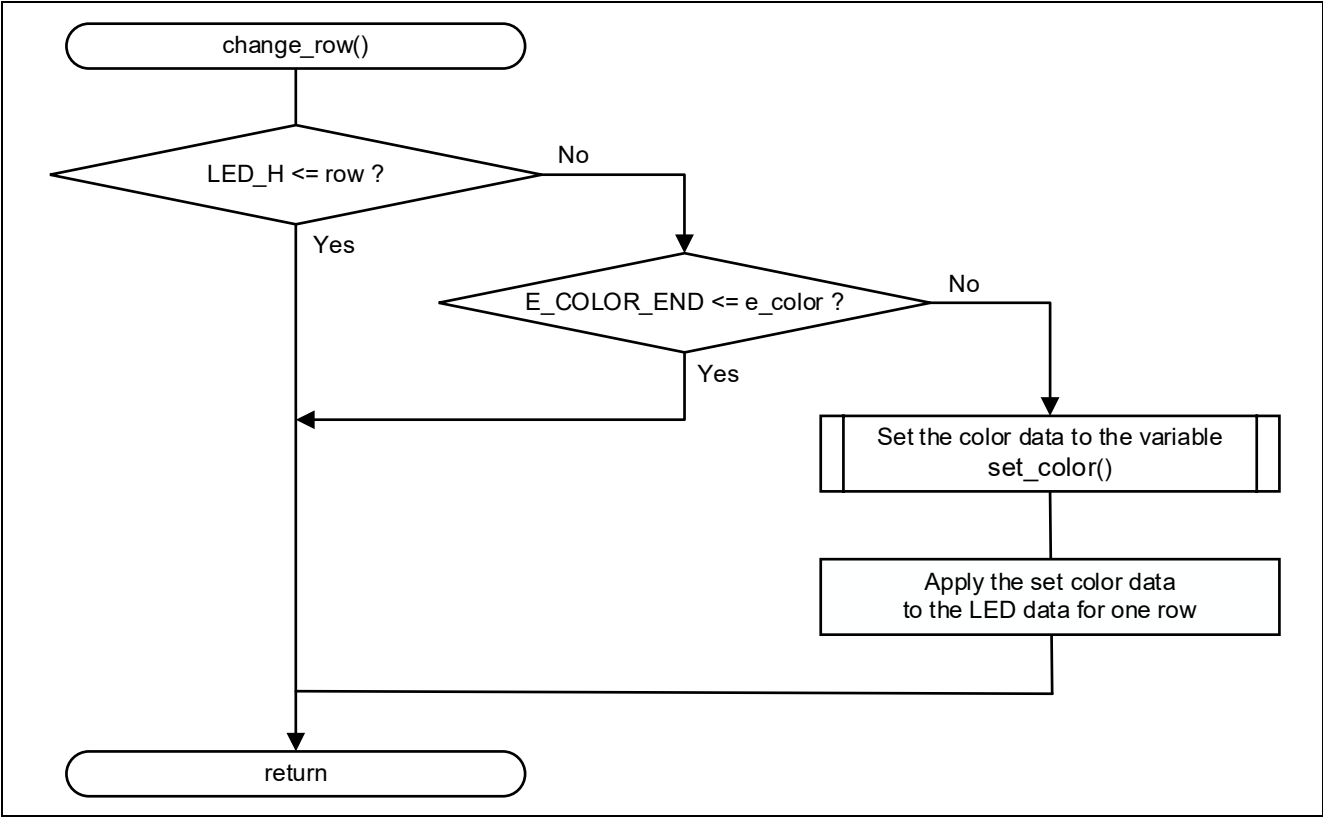 change_row()
LED_H <= row ?
No
Yes
E_COLOR_END <= e_color ?
No
Yes
Set the color data to the variable
set_color()
Apply the set color data
to the LED data for one row
return